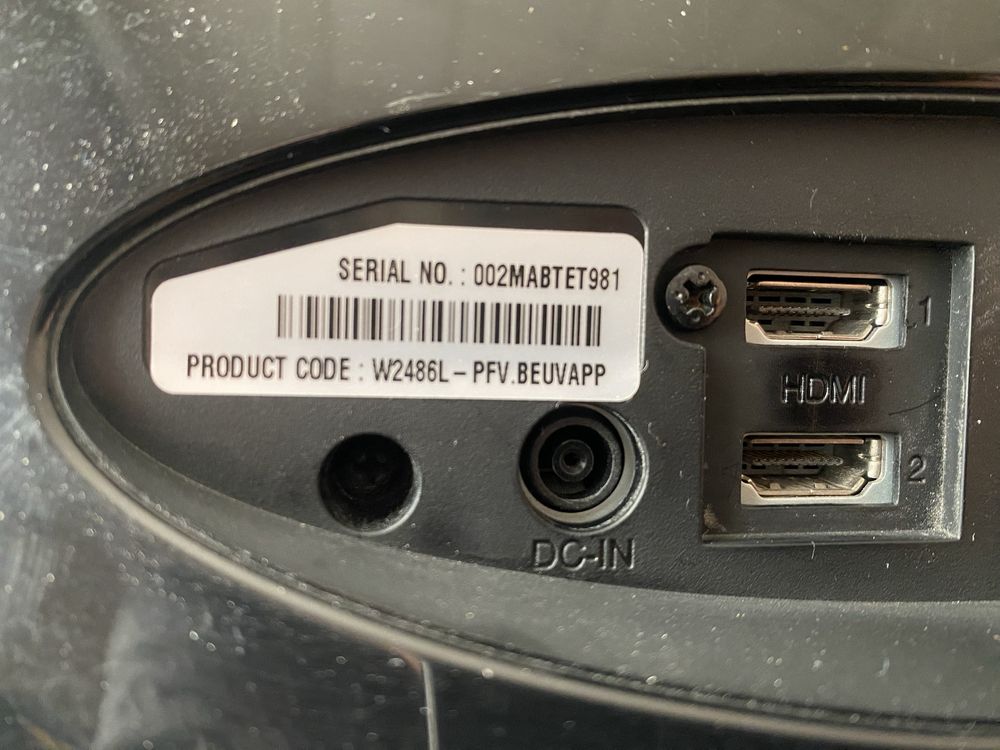 SERIAL NO. : 002MABTET981
PRODUCT CODE : W2486L-PFV.BEUVAPP
1
HDMI
2
DC-IN